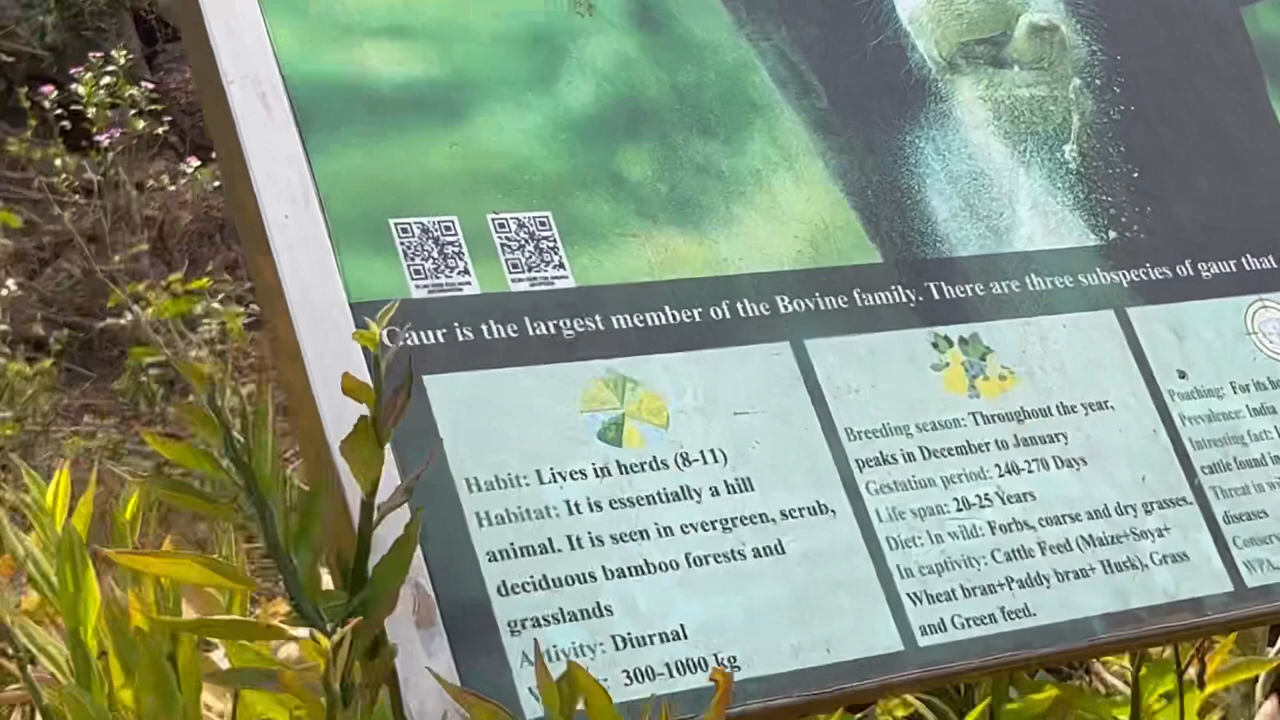 Gaur is the largest member of the Bovine family. There are three subspecies of gaur that
Habit: Lives in herds (8-11)
Habitat: It is essentially a hill
animal. It is seen in evergreen, scrub,
deciduous bamboo forests and
grasslands
Activity: Diurnal
300-1000 kg
Breeding season: Throughout the year,
peaks in December to January
Gestation period: 240-270 Days
Life span: 20-25 Years
Diet: In wild: Forbs, coarse and dry grasses.
In captivity: Cattle Feed (Maize+Soya+
Wheat bran+Paddy bran+ Husk), Grass
and Green feed.
Poaching: For its
Prevalence: India
Intresting fact:
cattle found in
Threat in
diseases
WPA